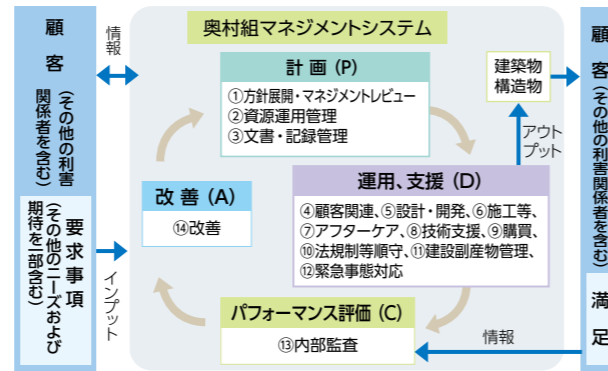 顧客
(その他の利害
関係者を含む)
要求事項
(その他のニーズおよび
期待を一部含む)
情報
インプット
奥村組マネジメントシステム
計画(P)
①方針展開・マネジメントレビュー
②資源運用管理
③文書・記録管理
運用、支援(D)
④顧客関連、⑤設計・開発、⑥施工等、
⑦アフターケア、⑧技術支援、⑨購買、
⑩法規制等順守、⑪建設副産物管理、
⑫緊急事態対応
改善(A)
⑭改善
パフォーマンス評価(C)
⑬内部監査
建築物
構造物
アウト
プット
情報
顧客(その他の利害関係者を含む)
満足